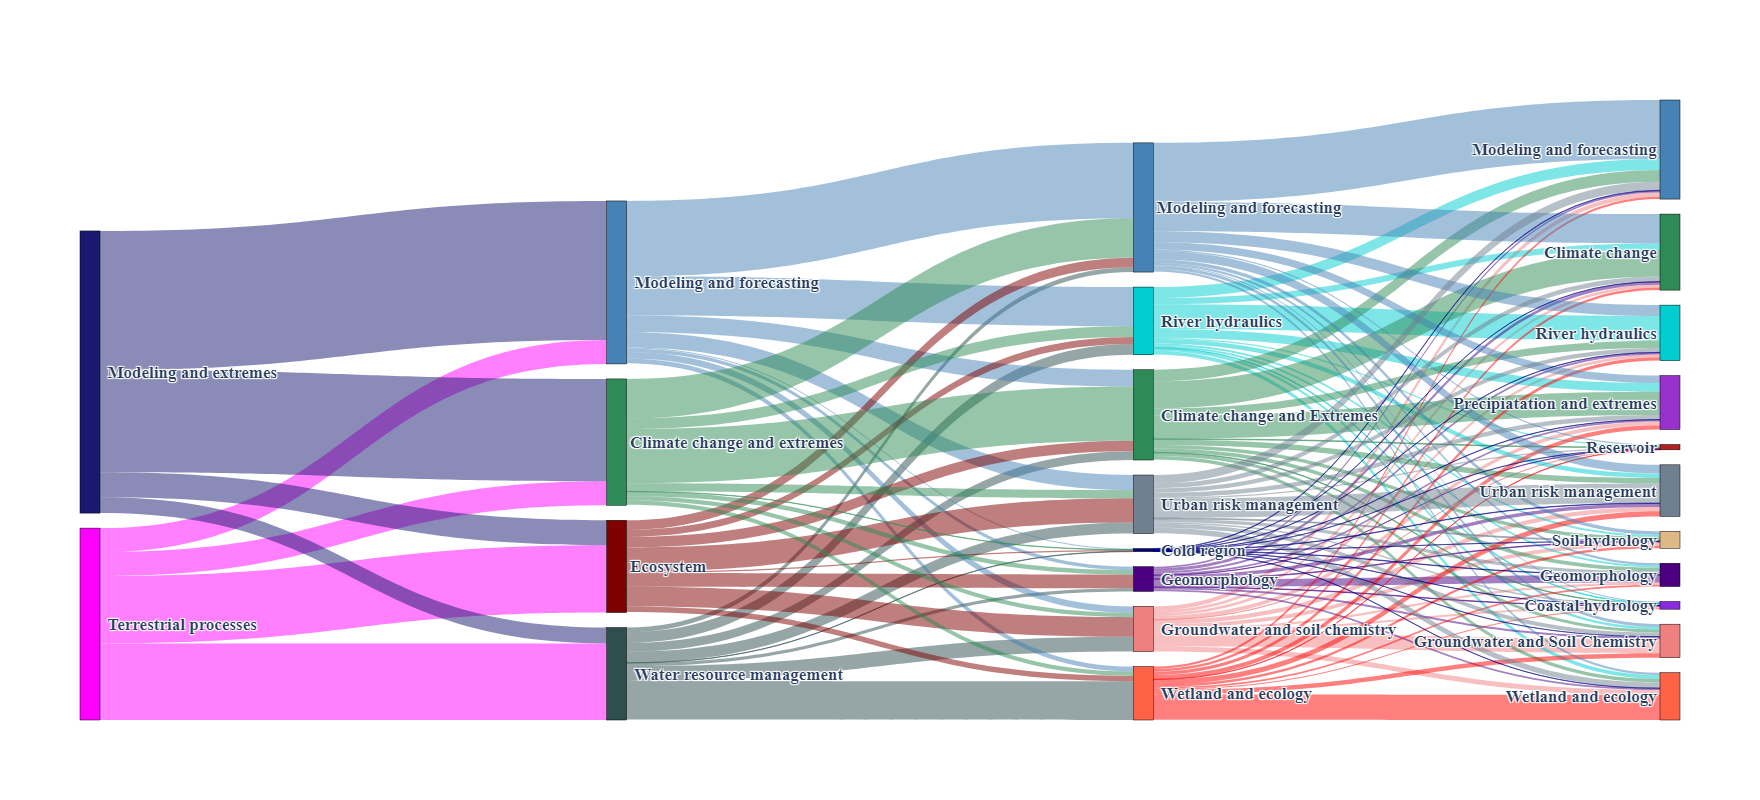 Modeling and extremes
Terrestrial processes
Modeling and forecasting
Climate change and extremes
Ecosystem
Water resource management
Modeling and forecasting
River hydraulics
Climate change and Extremes
Urban risk management
Cold region
Geomorphology
Groundwater and soil chemistry
Wetland and ecology
Modeling and forecasting
Climate change
River hydraulics
Precipiatation and extremes
Reservoir
Urban risk management
Soil hydrology
Geomorphology
Coastal hydrology
Groundwater and Soil Chemistry
Wetland and ecology